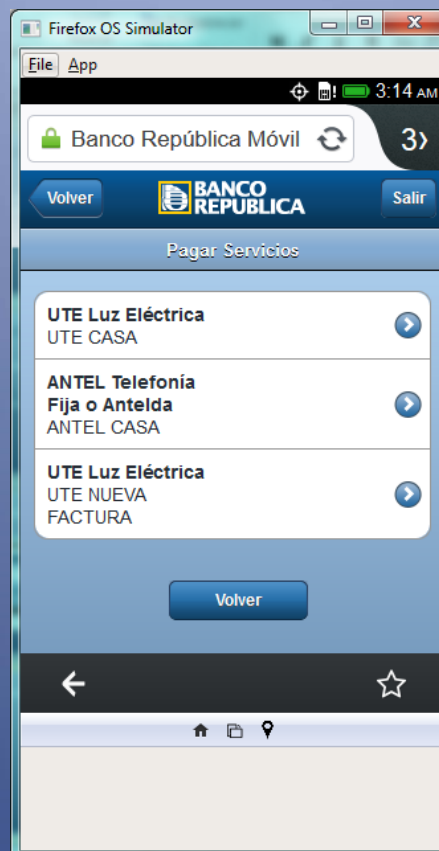 Firefox OS Simulator
File App
3:14 AM
Banco República Móvil
3
Volver
BANCO
REPUBLICA
Salir
Pagar Servicios
UTE Luz Eléctrica
UTE CASA
ANTEL Telefonía
Fija o Antelda
ANTEL CASA
UTE Luz Eléctrica
UTE NUEVA
FACTURA
Volver